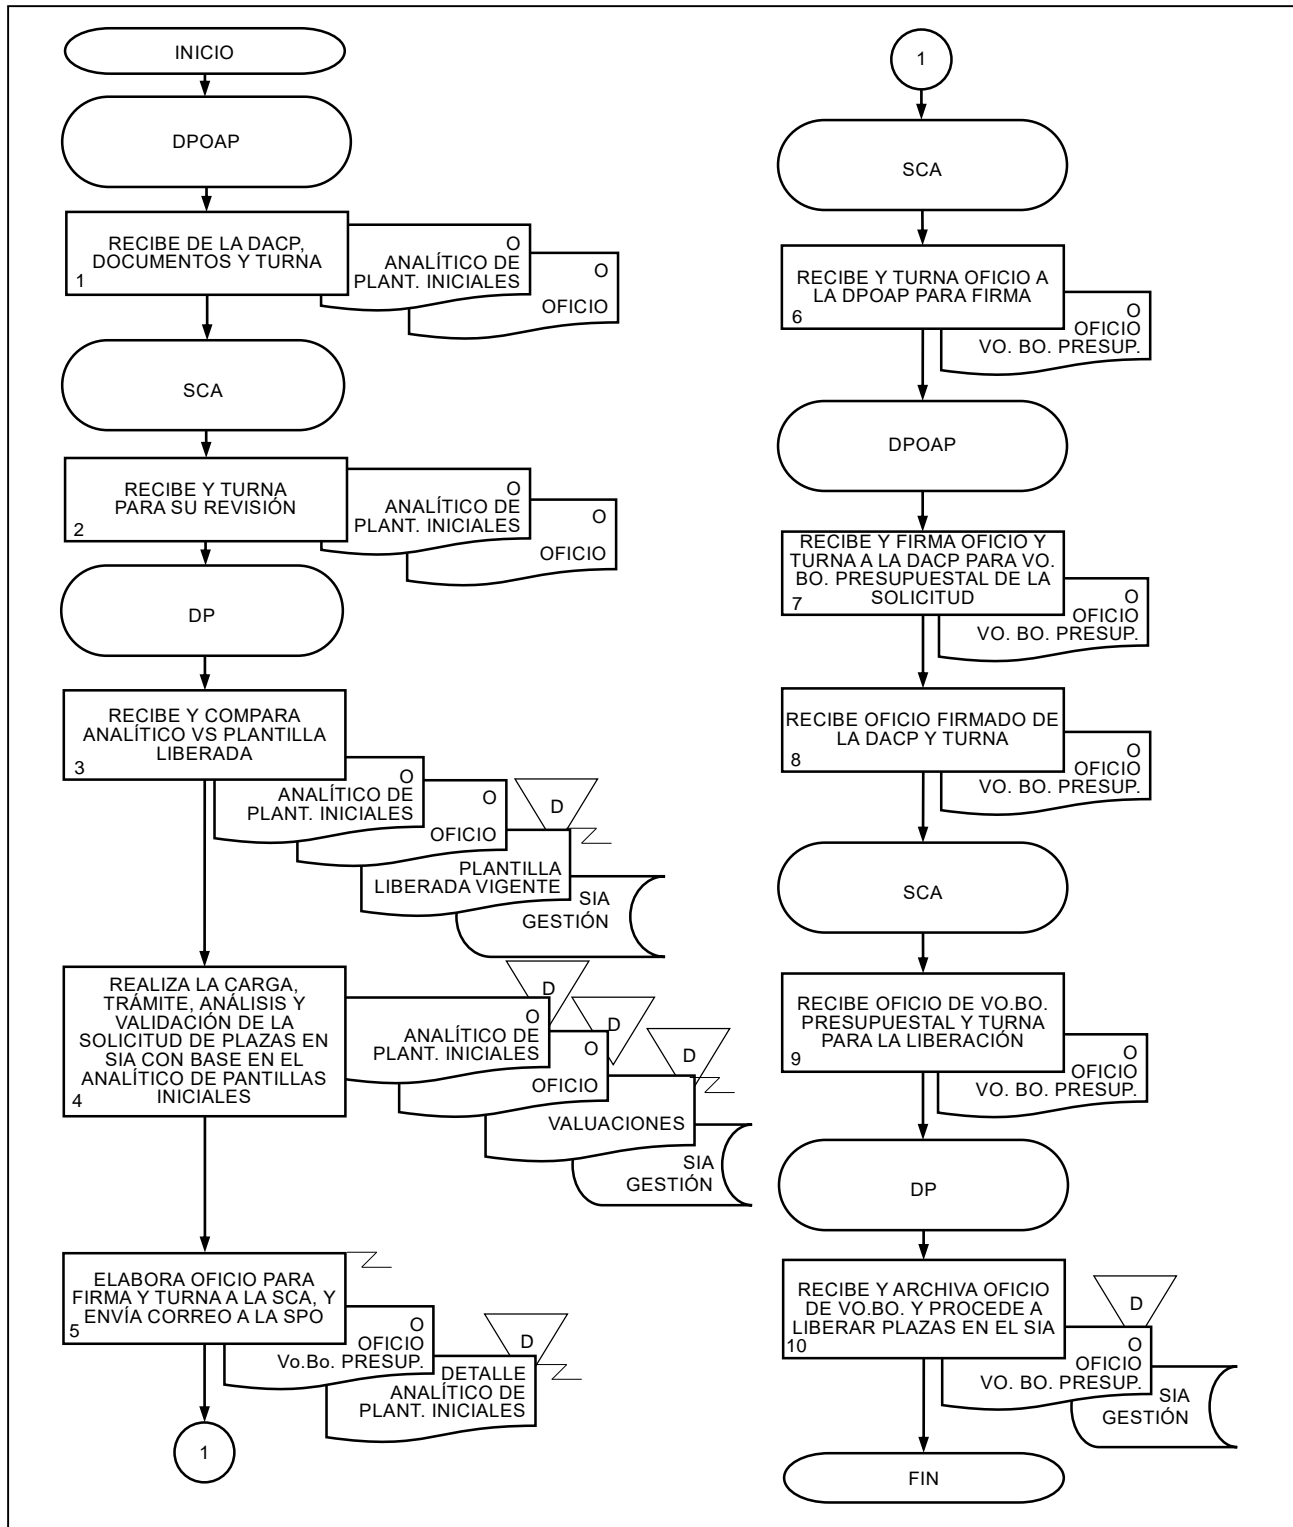 INICIO
DPOAP
RECIBE DE LA DACP,
DOCUMENTOS Y TURNA
1
O
ANALÍTICO DE
PLANT. INICIALES
O
OFICIO
SCA
RECIBE Y TURNA
PARA SU REVISIÓN
2
O
ANALÍTICO DE
PLANT. INICIALES
O
OFICIO
DP
RECIBE Y COMPARA
ANALÍTICO VS PLANTILLA
LIBERADA
3
O
ANALÍTICO DE
PLANT. INICIALES
O
OFICIO
D
PLANTILLA
LIBERADA VIGENTE
SIA
GESTIÓN
REALIZA LA CARGA,
TRÁMITE, ANÁLISIS Y
VALIDACIÓN DE LA
SOLICITUD DE PLAZAS EN
SIA CON BASE EN EL
ANALÍTICO DE PANTILLAS
INICIALES
4
D
O
ANALÍTICO DE
PLANT. INICIALES
D
O
OFICIO
D
VALUACIONES
SIA
GESTIÓN
ELABORA OFICIO PARA
FIRMA Y TURNA A LA SCA, Y
ENVÍA CORREO A LA SPO
5
O
OFICIO
Vo.Bo. PRESUP.
D
DETALLE
ANALÍTICO DE
PLANT. INICIALES
1
1
SCA
RECIBE Y TURNA OFICIO A
LA DPOAP PARA FIRMA
6
O
OFICIO
VO. BO. PRESUP.
DPOAP
RECIBE Y FIRMA OFICIO Y
TURNA A LA DACP PARA VO.
BO. PRESUPUESTAL DE LA
SOLICITUD
7
O
OFICIO
VO. BO. PRESUP.
RECIBE OFICIO FIRMADO DE
LA DACP Y TURNA
8
O
OFICIO
VO. BO. PRESUP.
SCA
RECIBE OFICIO DE VO.BO.
PRESUPUESTAL Y TURNA
PARA LA LIBERACIÓN
9
O
OFICIO
VO. BO. PRESUP.
DP
RECIBE Y ARCHIVA OFICIO
DE VO.BO. Y PROCEDE A
LIBERAR PLAZAS EN EL SIA
10
D
O
OFICIO
VO. BO. PRESUP.
SIA
GESTIÓN
FIN